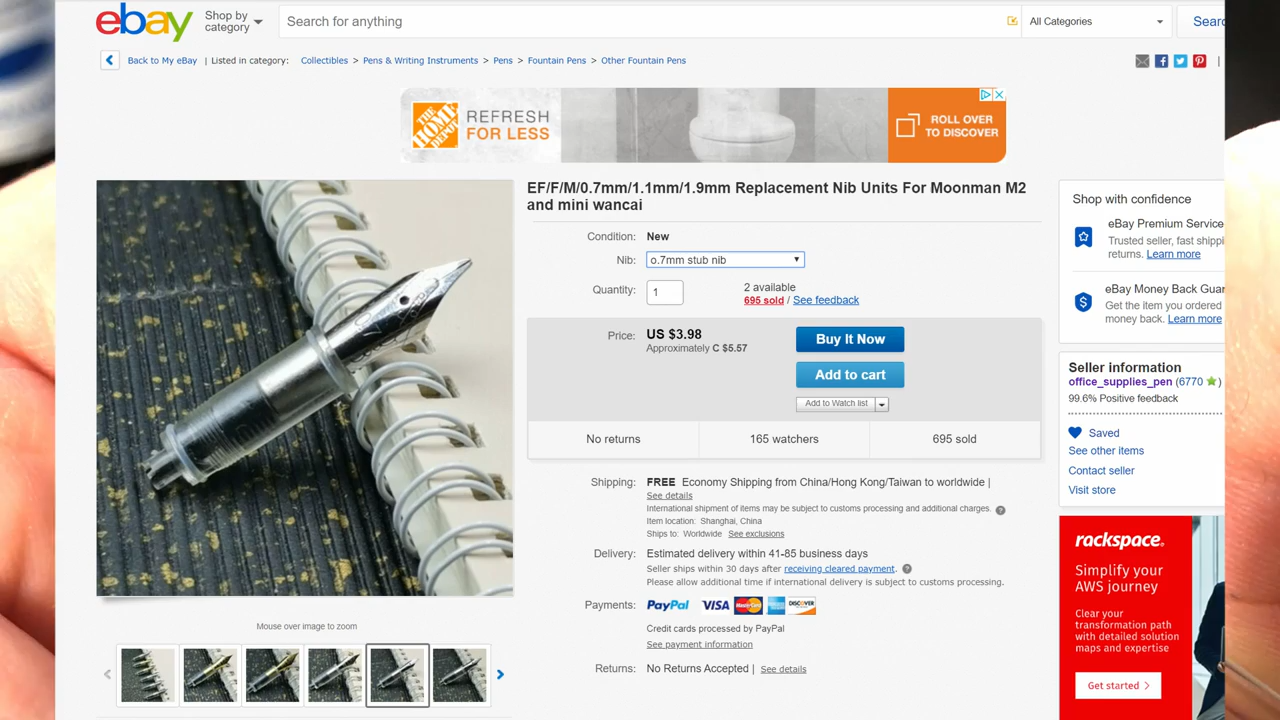 ebay
Shop by
category
Search for anything
All Categories
Back to My eBay | Listed in category: Collectibles > Pens & Writing Instruments > Pens > Fountain Pens > Other Fountain Pens
THE HOME DEPOT
REFRESH
FOR LESS
ROLL OVER
TO DISCOVER
EF/F/M/0.7mm/1.1mm/1.9mm Replacement Nib Units For Moonman M2
and mini wancai
Condition: New
Nib: o.7mm stub nib
Quantity: 1
2 available
695 sold / See feedback
Price: US $3.98
Approximately C $5.57
Buy It Now
Add to cart
Add to Watch list
No returns
165 watchers
695 sold
Shipping: FREE Economy Shipping from China/Hong Kong/Taiwan to worldwide |
See details
International shipment of items may be subject to customs processing and additional charges.
Item location: Shanghai, China
Ships to: Worldwide See exclusions
Delivery: Estimated delivery within 41-85 business days
Seller ships within 30 days after receiving cleared payment.
Please allow additional time if international delivery is subject to customs processing.
Payments: PayPal VISA MasterCard DISCOVER
Credit cards processed by PayPal
See payment information
Returns: No Returns Accepted | See details
Mouse over image to zoom
Shop with confidence
eBay Premium Service
Trusted seller, fast
returns. Learn more
eBay Money Back
Get the item you ordered
money back. Learn more
Seller information
office_supplies_pen (6770)
99.6% Positive feedback
Saved
See other items
Contact seller
Visit store
rackspace.
Simplify your
AWS journey
Clear your
transformation path
with detailed solution
maps and expertise
Get started